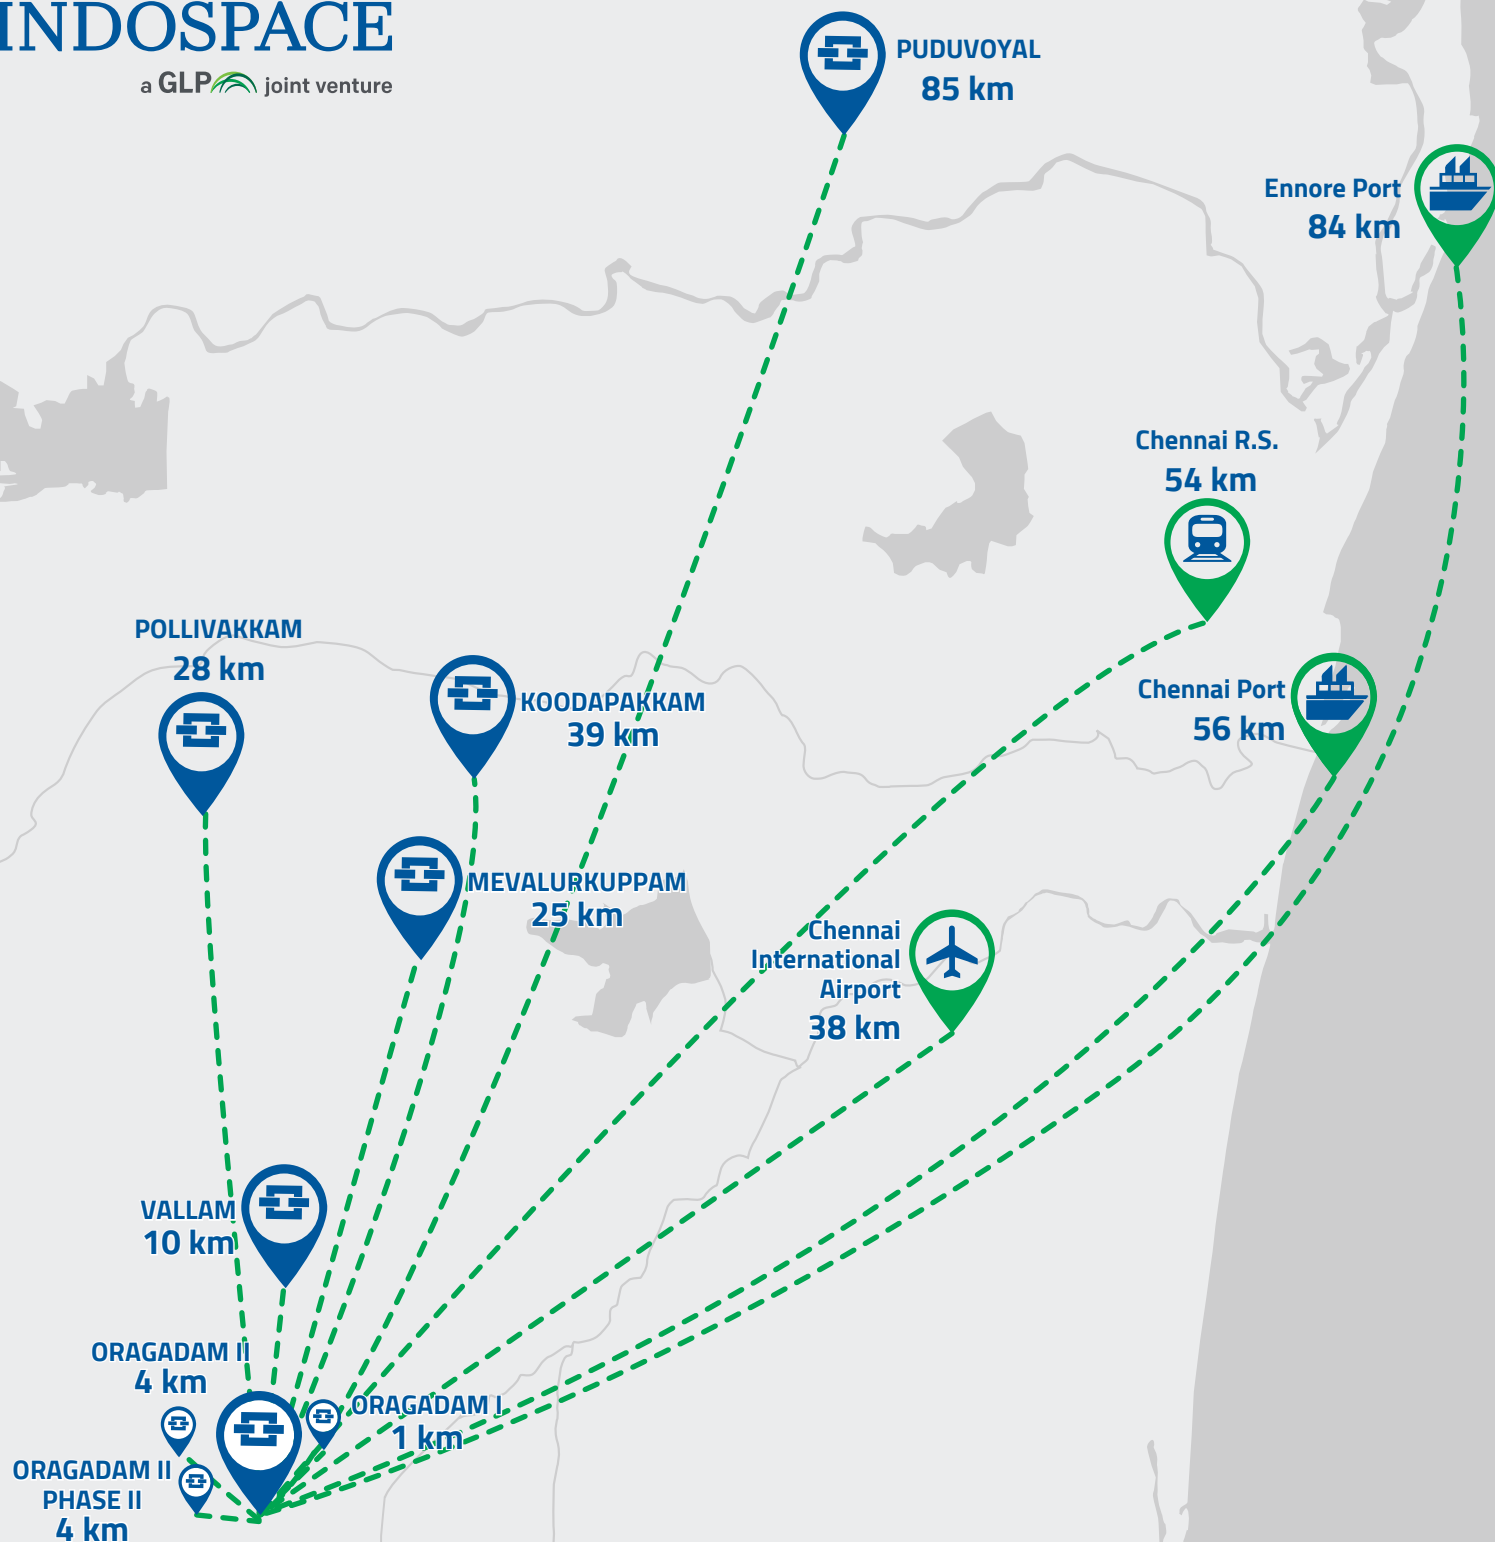 INDOSPACE
a GLP joint venture
PUDUVOYAL
85 km
Ennore Port
84 km
Chennai R.S.
54 km
POLLIVAKKAM
28 km
KOODAPAKKAM
39 km
Chennai Port
56 km
MEVALURKUPPAM
25 km
Chennai
International
Airport
38 km
VALLAM
10 km
ORAGADAM II
4 km
ORAGADAM I
1 km
ORAGADAM II
PHASE II
4 km